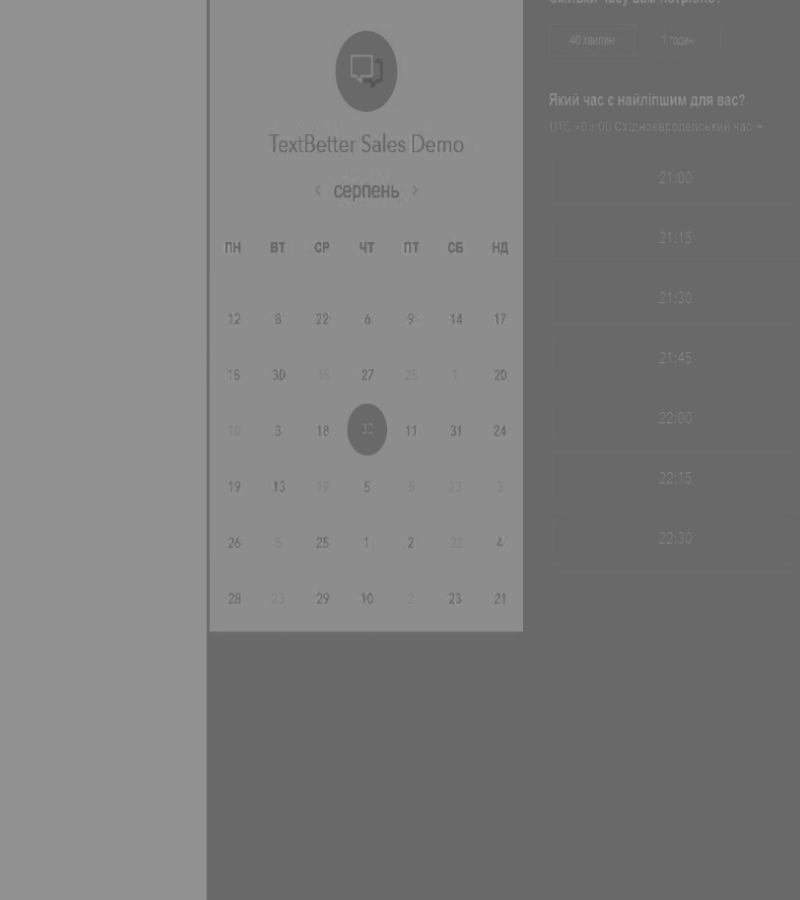 TextBetter Sales Demo
‹ серпень ›
ПН ВТ СР ЧТ ПТ СБ НД
12 8 22 6 9 14 17
15 30 15 27 25 1 20
18 3 18 30 11 31 24
19 13 19 5 5 23 3
26 5 25 1 2 22 4
28 23 29 10 2 23 21
Скільки часу вам потрібно?
40 хвилин 1 годин
Який час є найліпшим для вас?
UTC +03:00 Східноєвропейський час
21:00
21:15
21:30
21:45
22:00
22:15
22:30